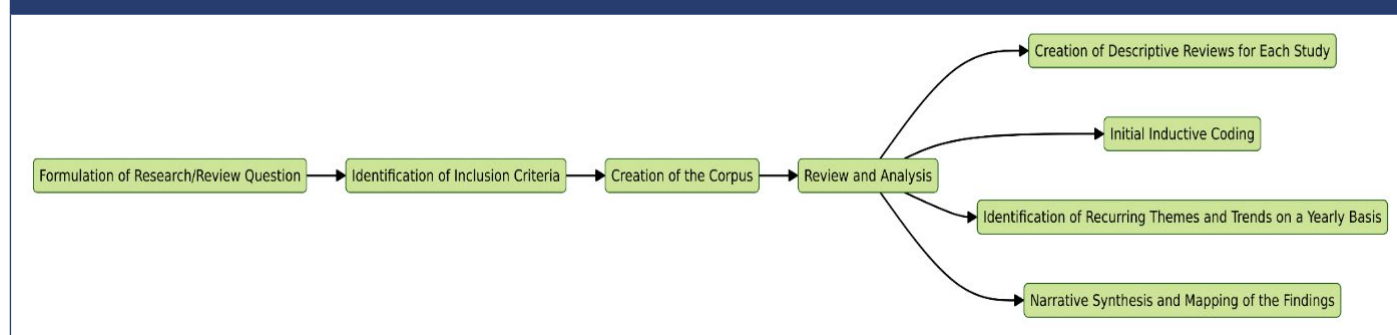 Formulation of Research/Review Question
Identification of Inclusion Criteria
Creation of the Corpus
Review and Analysis
Creation of Descriptive Reviews for Each Study
Initial Inductive Coding
Identification of Recurring Themes and Trends on a Yearly Basis
Narrative Synthesis and Mapping of the Findings